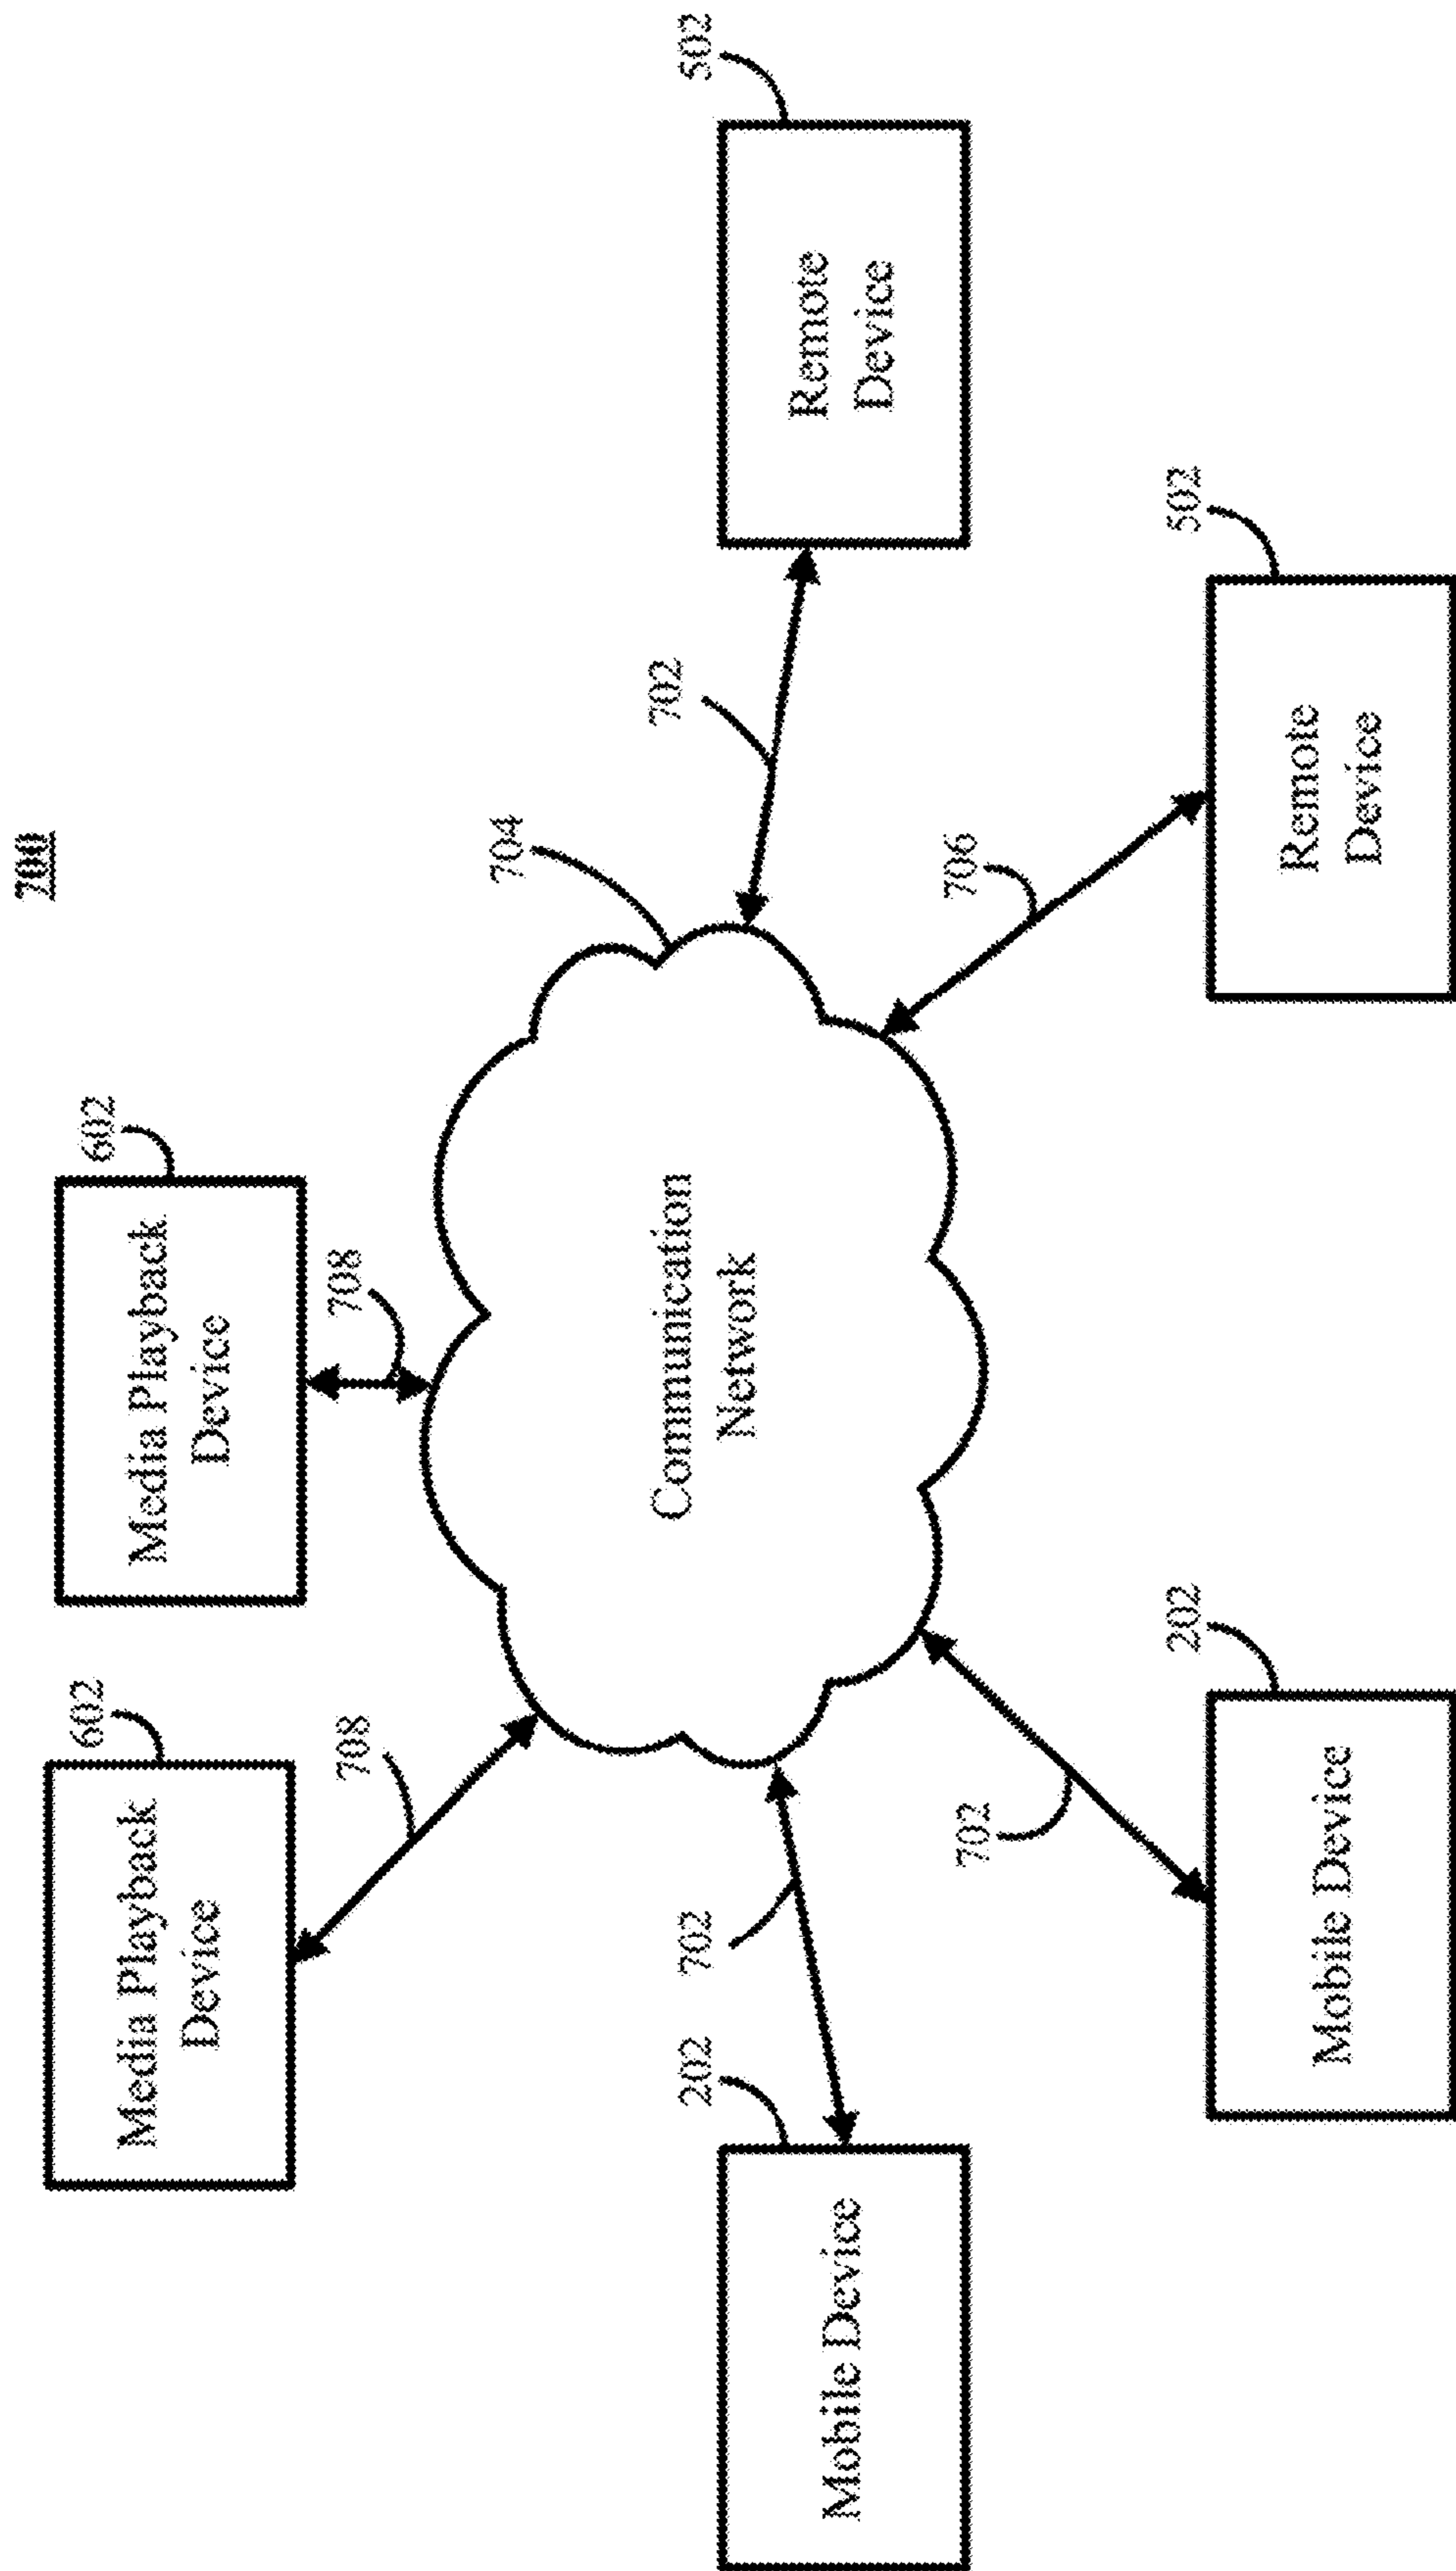 700
602
Media Playback
Device
602
Media Playback
Device
708
708
704
Communication
Network
202
Mobile Device
702
702
502
Remote
Device
702
202
Mobile Device
706
502
Remote
Device